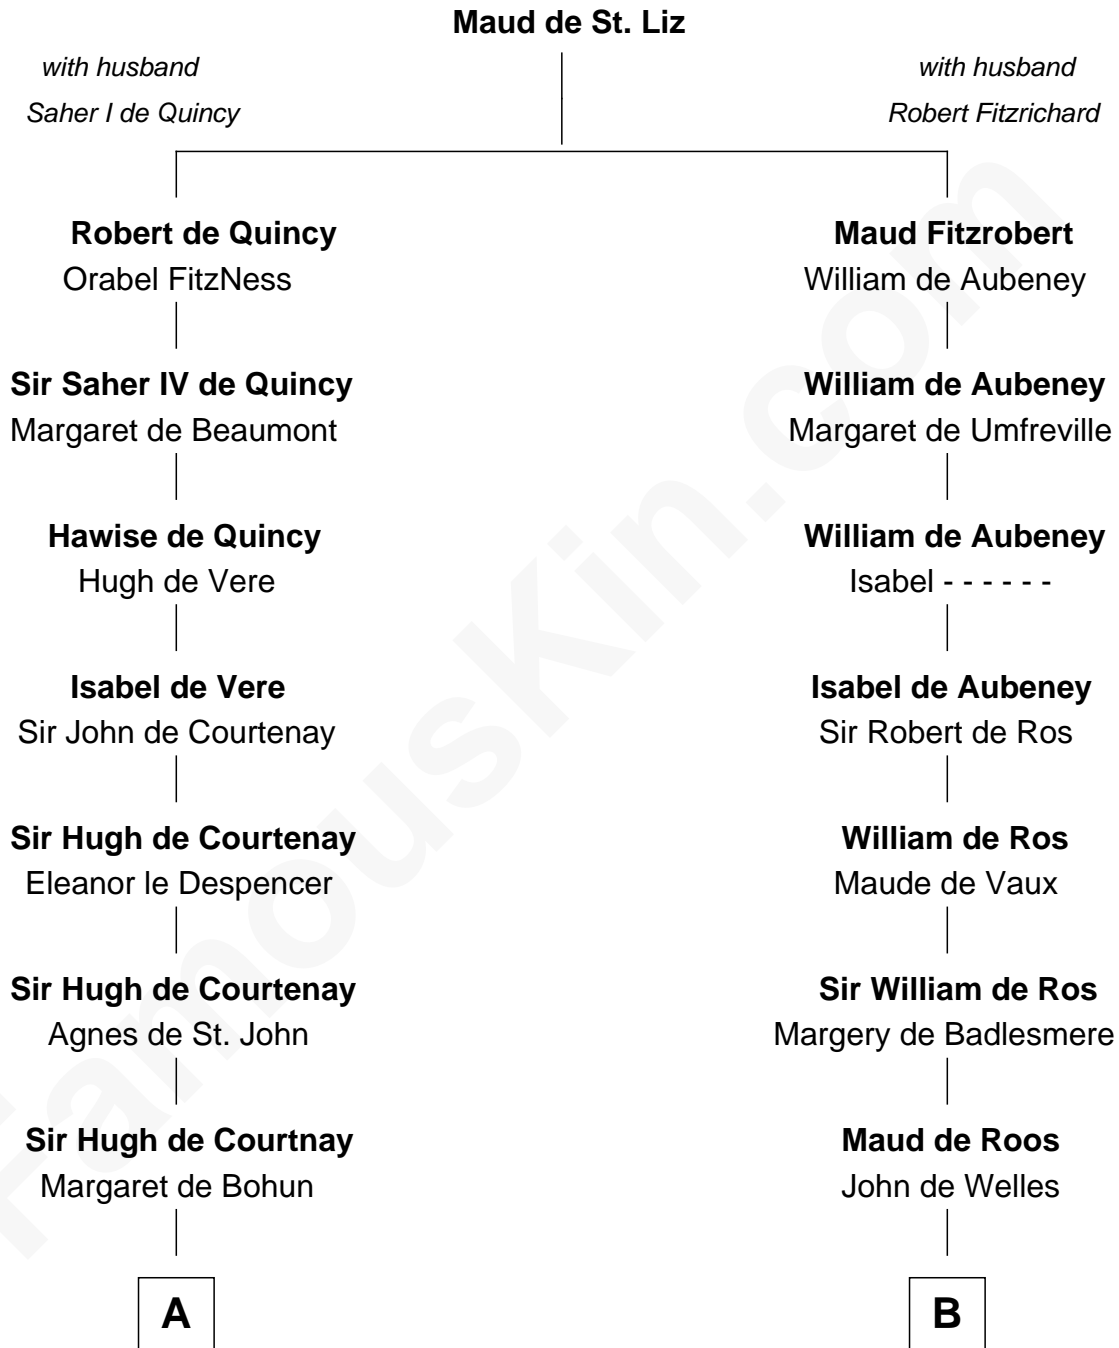 Maud de St. Liz
with husband
Saher I de Quincy
with husband
Robert Fitzrichard
Robert de Quincy
Orabel FitzNess
Maud Fitzrobert
William de Aubeney
Sir Saher IV de Quincy
Margaret de Beaumont
William de Aubeney
Margaret de Umfreville
Hawise de Quincy
Hugh de Vere
William de Aubeney
Isabel - - - - - -
Isabel de Vere
Sir John de Courtenay
Isabel de Aubeney
Sir Robert de Ros
Sir Hugh de Courtenay
Eleanor le Despencer
William de Ros
Maude de Vaux
Sir Hugh de Courtenay
Agnes de St. John
Sir William de Ros
Margery de Badlesmere
Sir Hugh de Courtnay
Margaret de Bohun
Maud de Roos
John de Welles
A
B
FamousKin.com